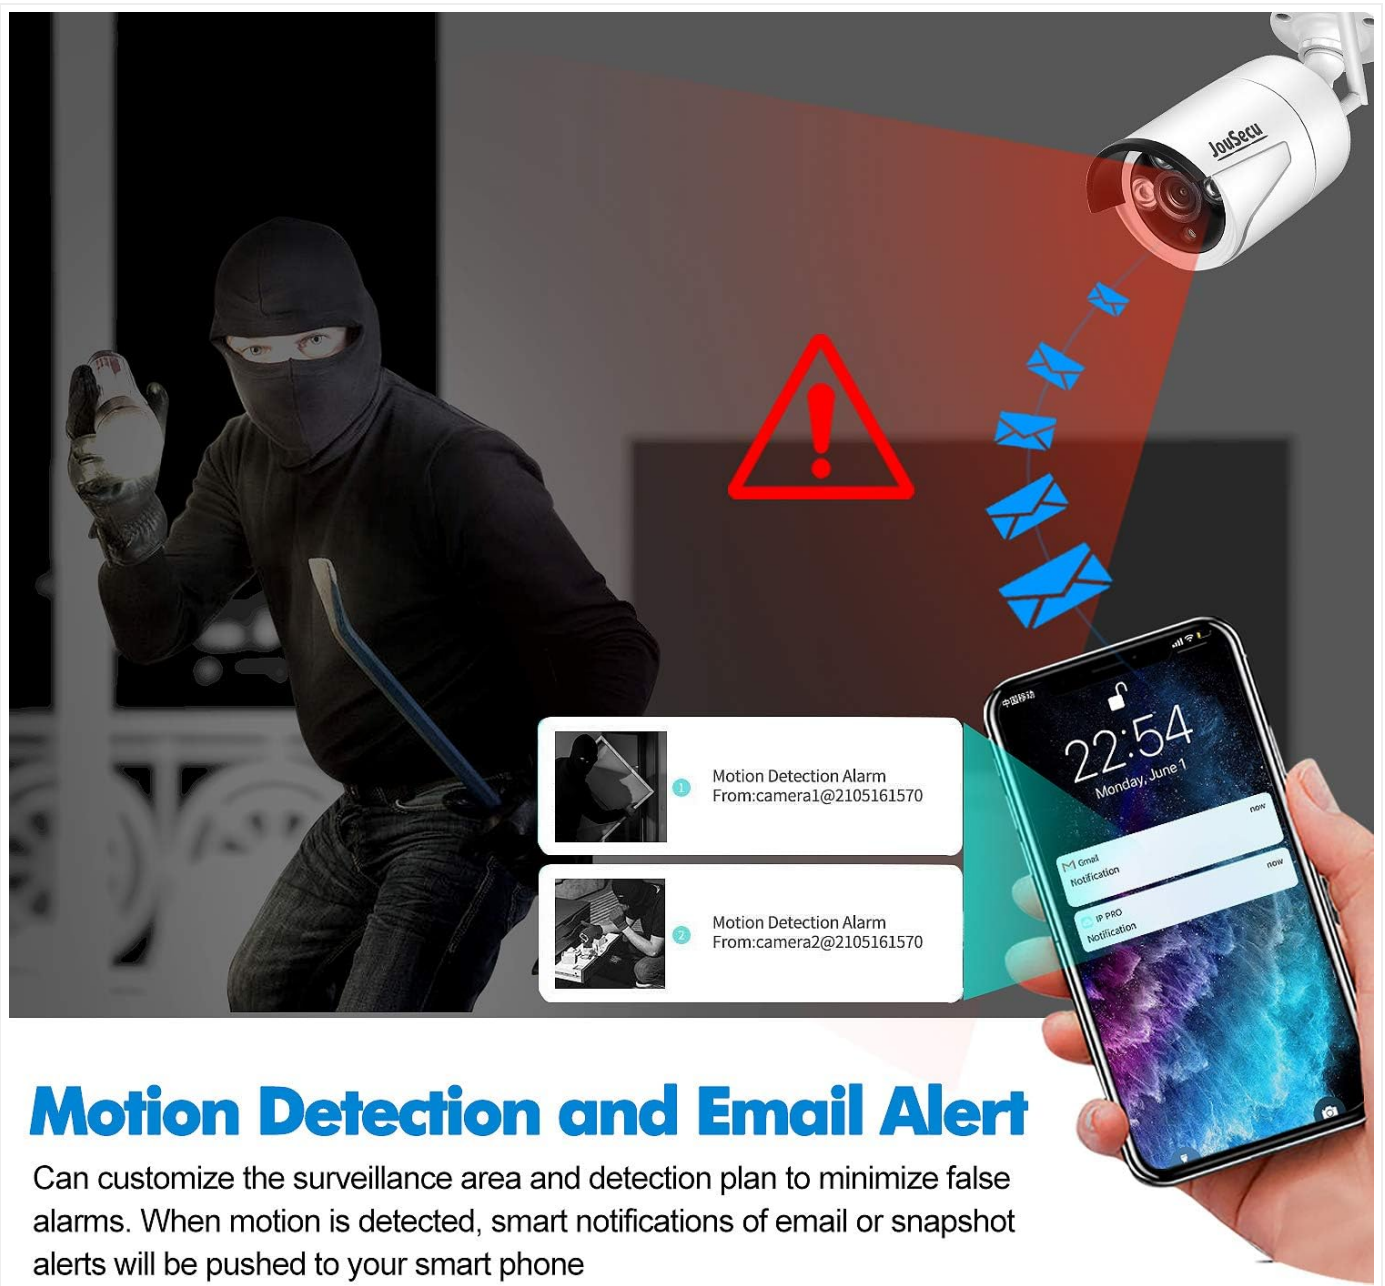 JouSecu
中国移动
22:54
Monday, June 1
now
Gmail
Notification
now
IP PRO
Notification
1
Motion Detection Alarm
From:camera1@2105161570
2
Motion Detection Alarm
From:camera2@2105161570
Motion Detection and Email Alert
Can customize the surveillance area and detection plan to minimize false
alarms. When motion is detected, smart notifications of email or snapshot
alerts will be pushed to your smart phone